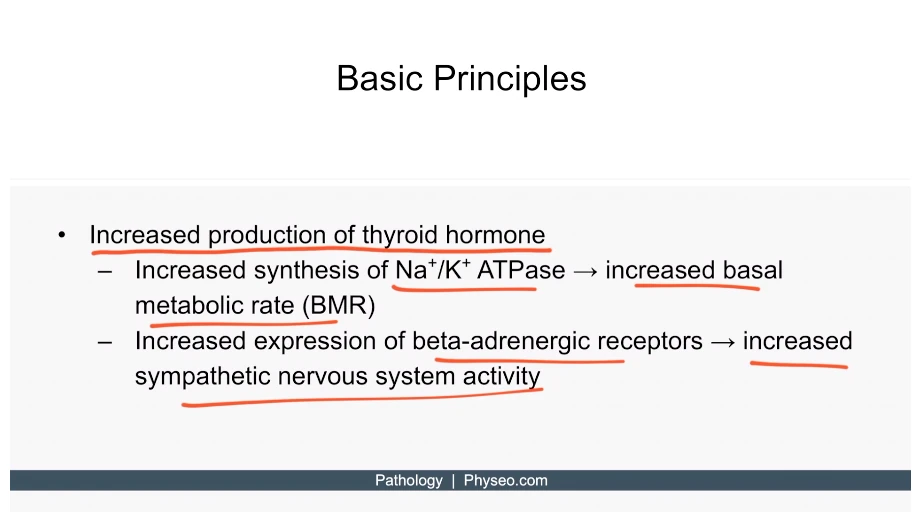 Basic Principles
• Increased production of thyroid hormone
– Increased synthesis of Na⁺/K⁺ ATPase → increased basal
metabolic rate (BMR)
– Increased expression of beta-adrenergic receptors → increased
sympathetic nervous system activity
Pathology | Physeo.com